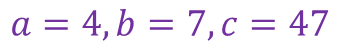 a = 4, b = 7, c = 47